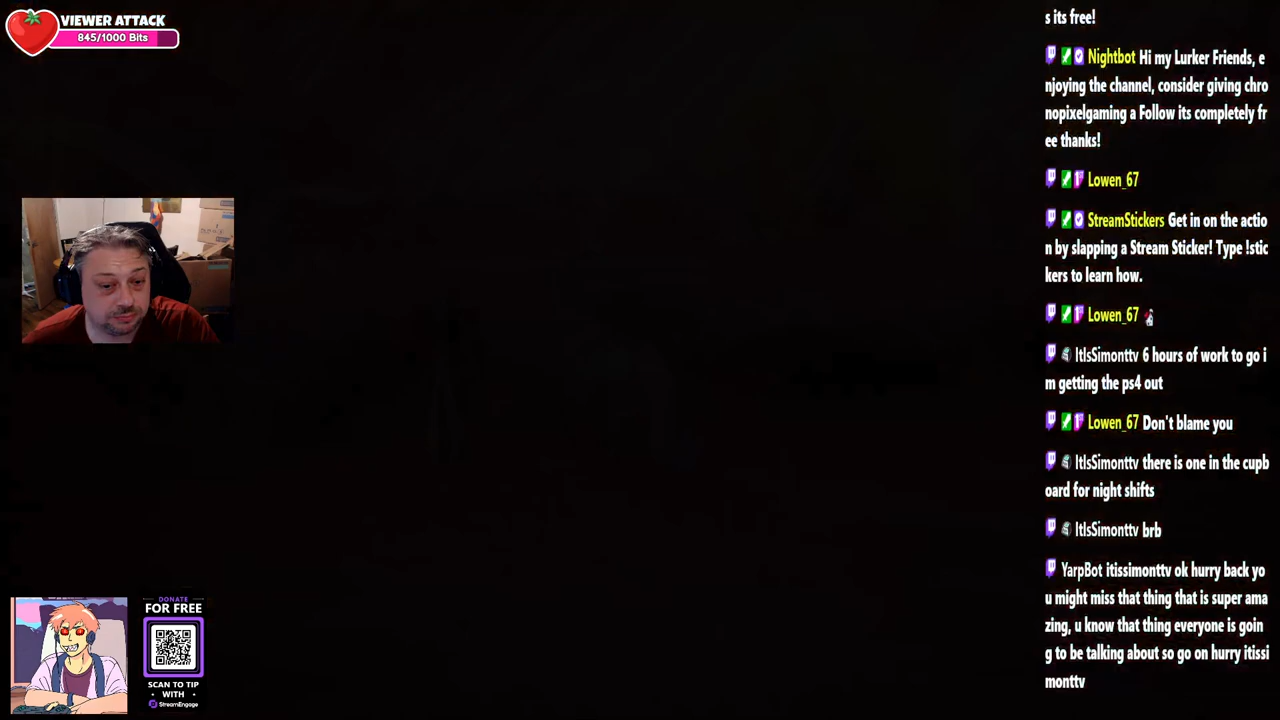 VIEWER ATTACK
845/1000 Bits
s its free!
Nightbot Hi my Lurker Friends, e
njoying the channel, consider giving chro
nopixelgaming a Follow its completely fr
ee thanks!
Lowen_67
StreamStickers Get in on the actio
n by slapping a Stream Sticker! Type !stic
kers to learn how.
Lowen_67
ItIsSimonttv 6 hours of work to go i
m getting the ps4 out
Lowen_67 Don't blame you
ItIsSimonttv there is one in the cupb
oard for night shifts
ItIsSimonttv brb
YarpBot itissimonttv ok hurry back yo
u might miss that thing that is super ama
zing, u know that thing everyone is goin
g to be talking about so go on hurry itissi
monttv
DONATE
FOR FREE
SCAN TO TIP
• WITH •
StreamEngage